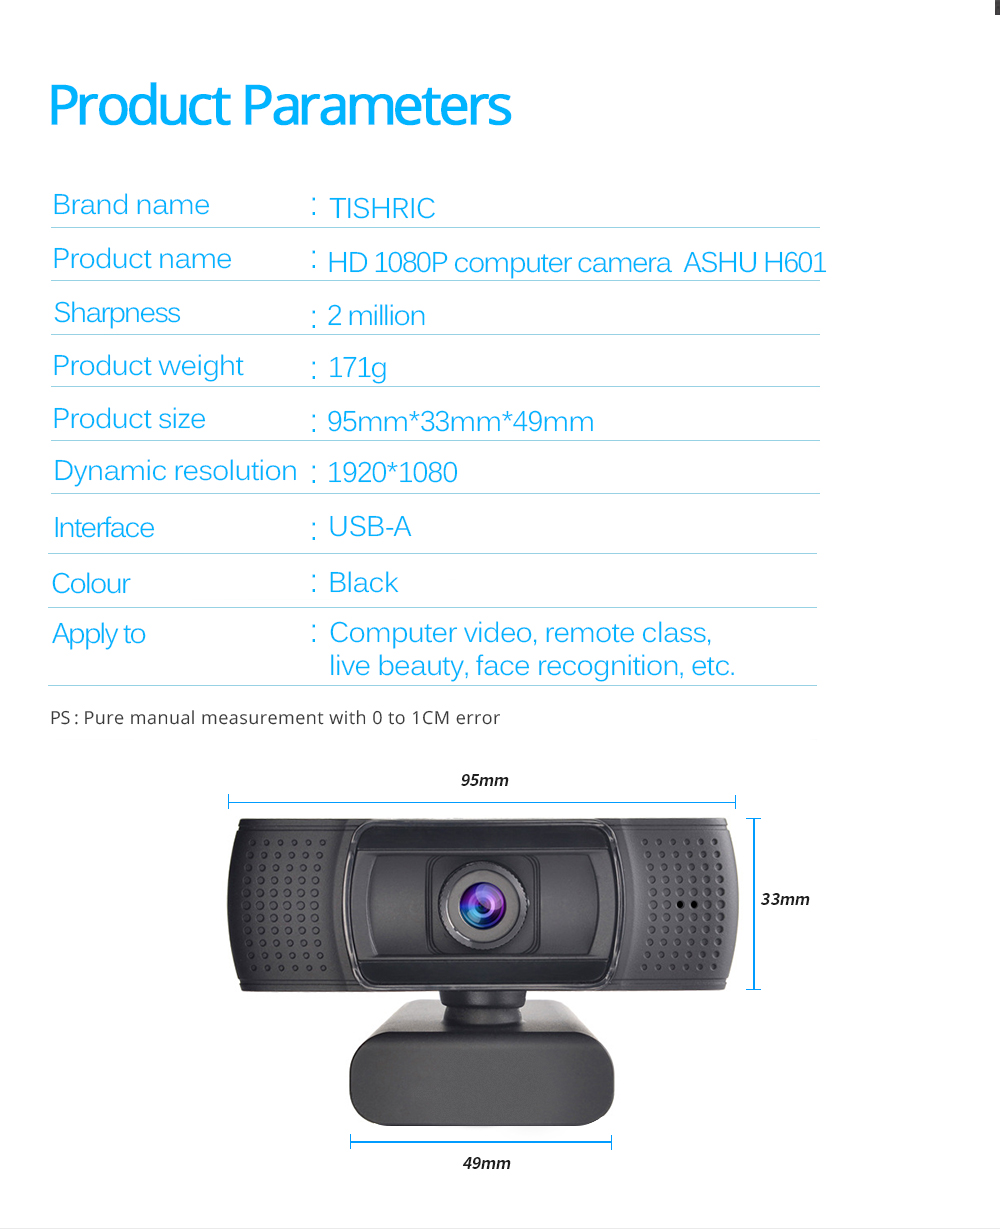 Product Parameters
Brand name : TISHRIC
Product name : HD 1080P computer camera ASHU H601
Sharpness : 2 million
Product weight : 171g
Product size : 95mm*33mm*49mm
Dynamic resolution : 1920*1080
Interface : USB-A
Colour : Black
Apply to : Computer video, remote class,
live beauty, face recognition, etc.
PS : Pure manual measurement with 0 to 1CM error
95mm
33mm
49mm